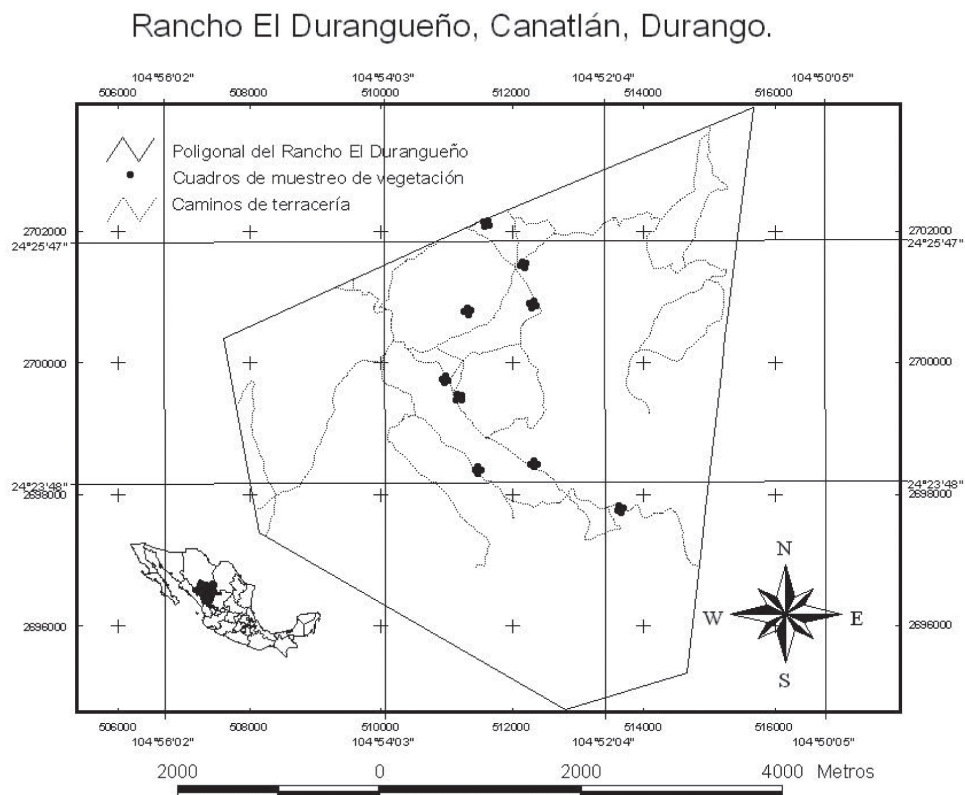 Rancho El Durangueño, Canatlán, Durango.
104°56'02" 104°54'03" 104°52'04" 104°50'05"
506000 508000 510000 512000 514000 516000
Poligonal del Rancho El Durangueño
Cuadros de muestreo de vegetación
Caminos de terracería
2702000 2702000
24°25'47" 24°25'47"
2700000 2700000
24°23'48" 24°23'48"
2698000 2698000
N
W E
2696000 2696000
S
506000 508000 510000 512000 514000 516000
104°56'02" 104°54'03" 104°52'04" 104°50'05"
2000 0 2000 4000 Metros